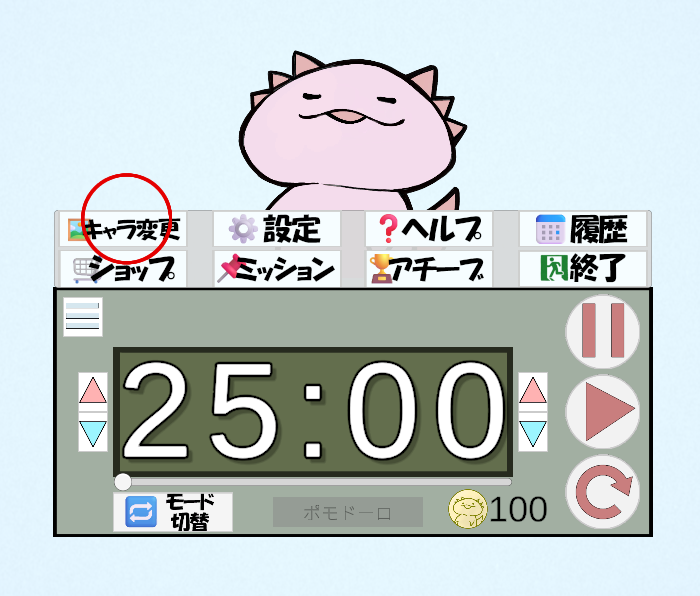 キャラ変更 設定 ヘルプ 履歴
ショップ ミッション アチーブ 終了
25:00
モード
切替
ポモドーロ
100